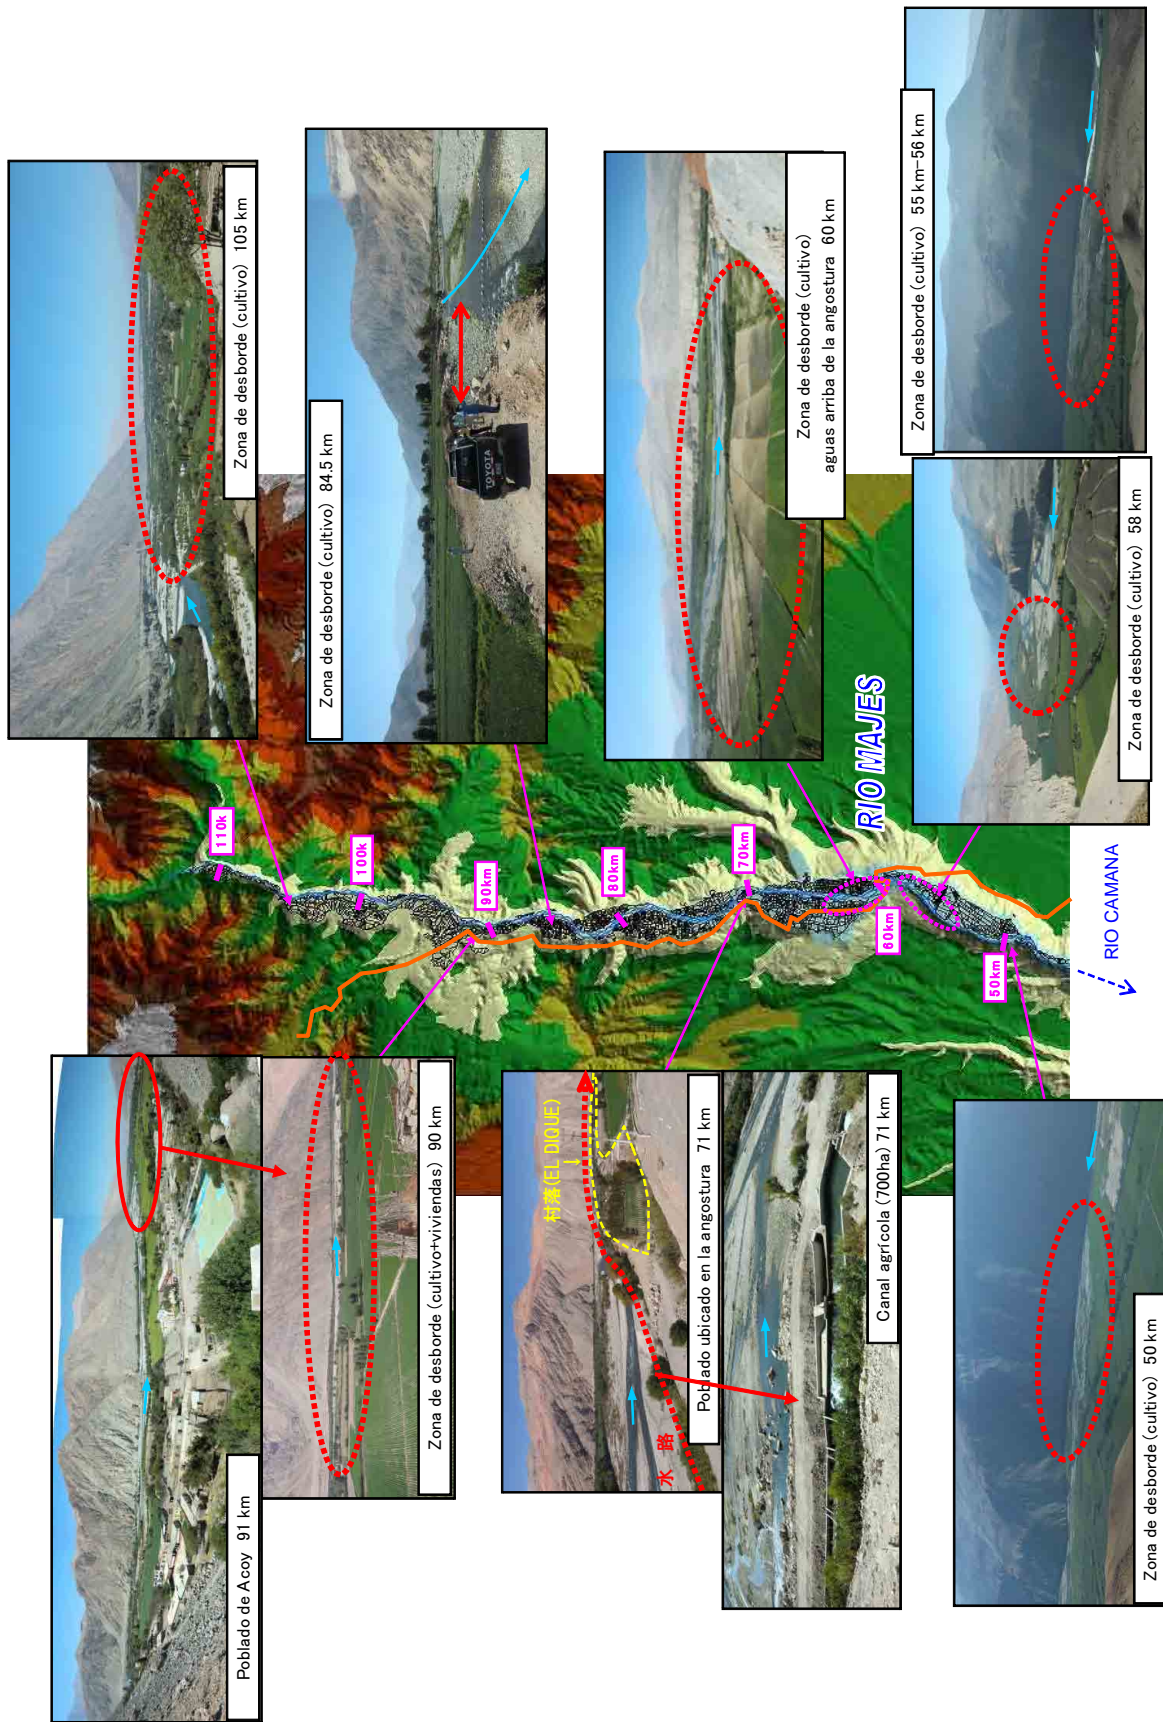 Poblado de Acoy 91 km
Zona de desborde (cultivo+viviendas) 90 km
村落(EL DIQUE)
水 路
Poblado ubicado en la angostura 71 km
Canal agrícola (700ha) 71 km
Zona de desborde (cultivo) 50 km
110k
100k
90km
80km
70km
60km
50km
RIO MAJES
RIO CAMANA
Zona de desborde (cultivo) 105 km
Zona de desborde (cultivo) 84.5 km
TOYOTA
Zona de desborde (cultivo)
aguas arriba de la angostura 60 km
Zona de desborde (cultivo) 58 km
Zona de desborde (cultivo) 55 km-56 km